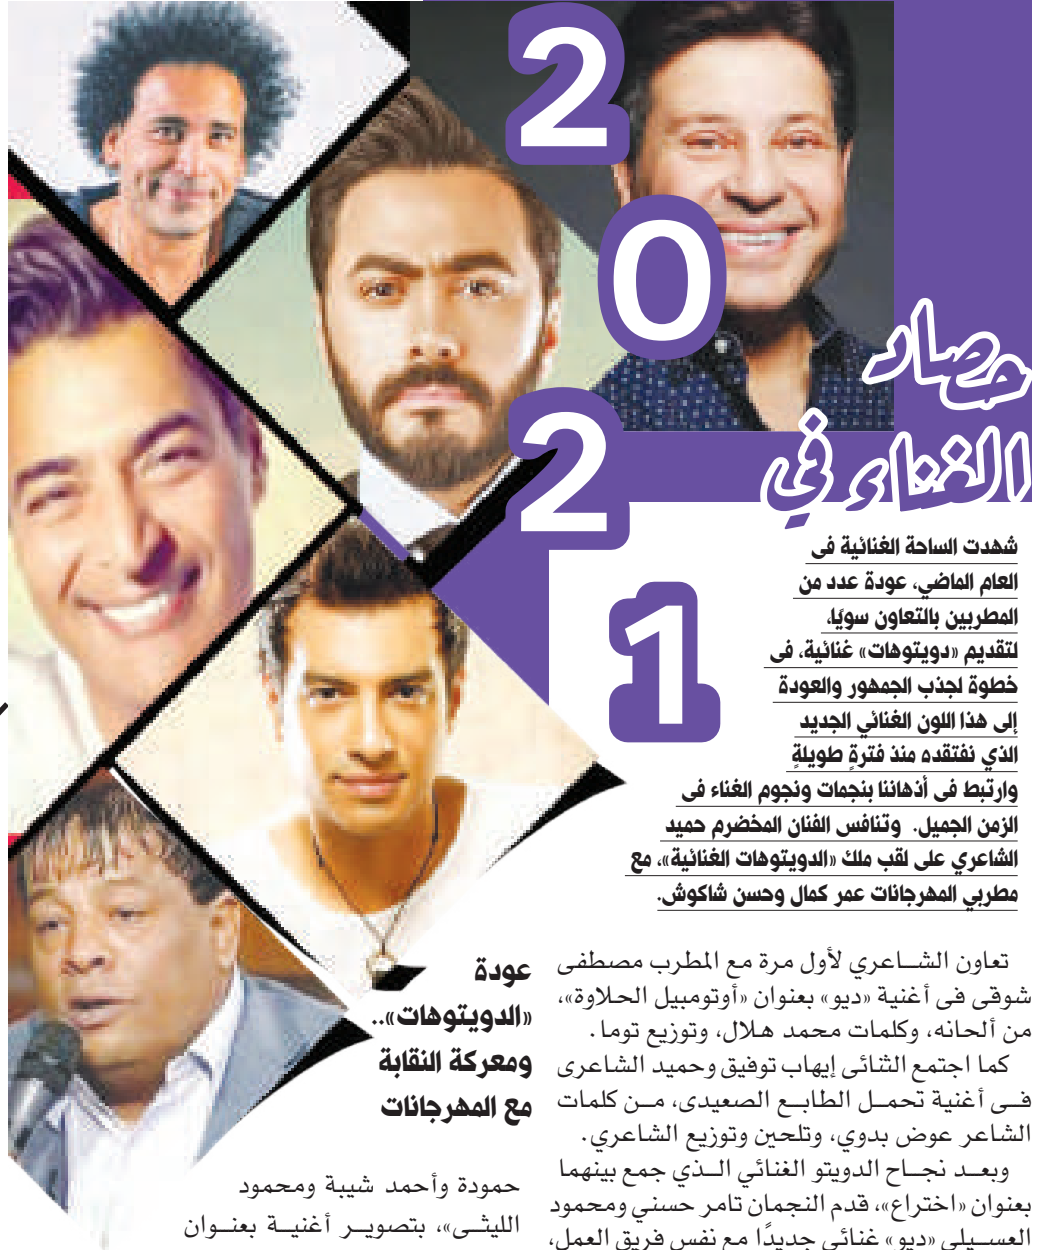 حصاد
الغناء في
2
0
2
1
شهدت الساحة الغنائية فى
العام الماضي، عودة عدد من
المطربين بالتعاون سويًا،
لتقديم «دويتوهات» غنائية، فى
خطوة لجذب الجمهور والعودة
إلى هذا اللون الغنائي الجديد
الذي نفتقده منذ فترةٍ طويلةٍ
وارتبط فى أذهاننا بنجمات ونجوم الغناء فى
الزمن الجميل. وتنافس الفنان المخضرم حميد
الشاعري على لقب ملك «الدويتوهات الغنائية»، مع
مطربي المهرجانات عمر كمال وحسن شاكوش.
تعاون الشاعري لأول مرة مع المطرب مصطفى
شوقى فى أغنية «ديو» بعنوان «أوتومبيل الحلاوة»،
من ألحانه، وكلمات محمد هلال، وتوزيع توما.
كما اجتمع الثنائى إيهاب توفيق وحميد الشاعرى
فى أغنية تحمل الطابع الصعيدى، من كلمات
الشاعر عوض بدوي، وتلحين وتوزيع الشاعري.
وبعد نجاح الدويتو الغنائي الذي جمع بينهما
بعنوان «اختراع»، قدم النجمان تامر حسني ومحمود
العسيلي «ديو» غنائي جديدًا مع نفس فريق العمل،
عودة
«الدويتوهات»..
ومعركة النقابة
مع المهرجانات
حمودة وأحمد شيبة ومحمود
الليثى»، بتصوير أغنية بعنوان